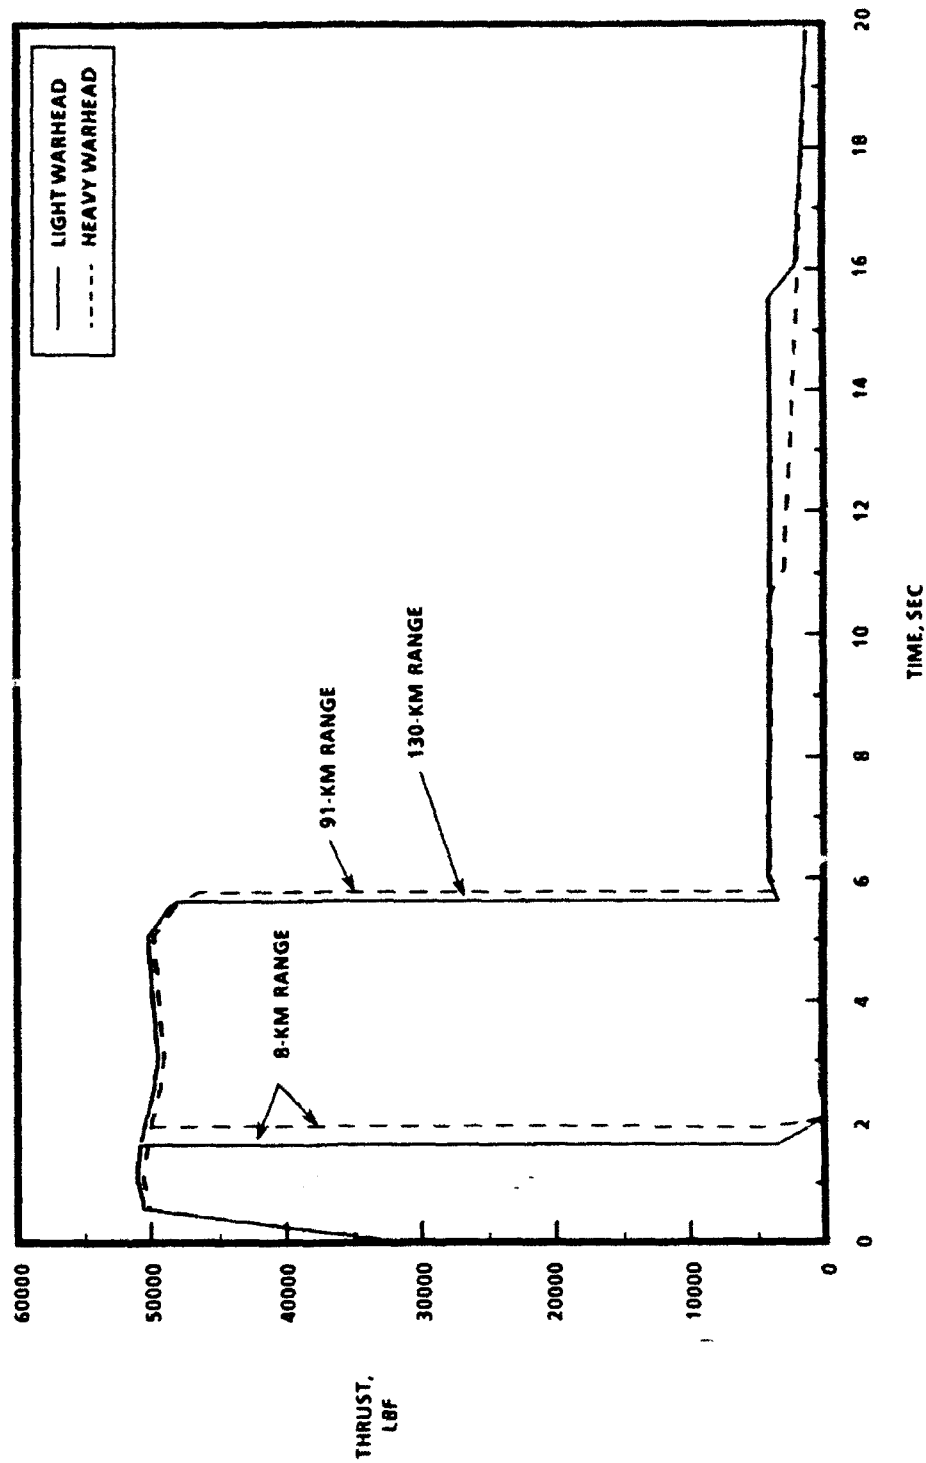 60000
50000
40000
30000
20000
10000
0
THRUST,
LBF
LIGHT WARHEAD
HEAVY WARHEAD
8-KM RANGE
91-KM RANGE
130-KM RANGE
0
2
4
6
8
10
12
14
16
18
20
TIME, SEC